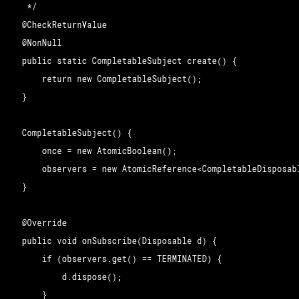 */
@CheckReturnValue
@NonNull
public static CompletableSubject create() {
return new CompletableSubject();
}
CompletableSubject() {
once = new AtomicBoolean();
observers = new AtomicReference<CompletableDisposabl
}
@Override
public void onSubscribe(Disposable d) {
if (observers.get() == TERMINATED) {
d.dispose();
}